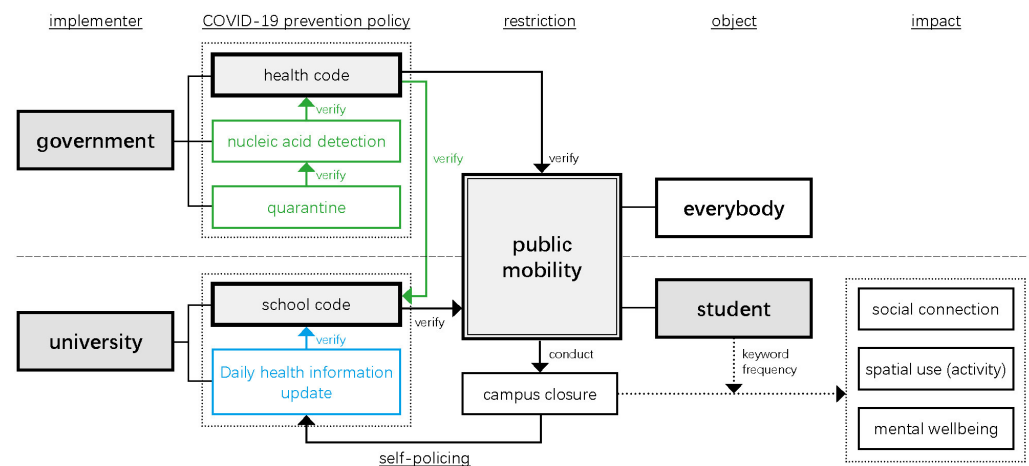 implementer
COVID-19 prevention policy
restriction
object
impact
health code
verify
nucleic acid detection
verify
quarantine
government
verify
verify
public
mobility
everybody
school code
verify
verify
Daily health information
update
university
student
conduct
keyword
frequency
campus closure
social connection
spatial use (activity)
mental wellbeing
self-policing